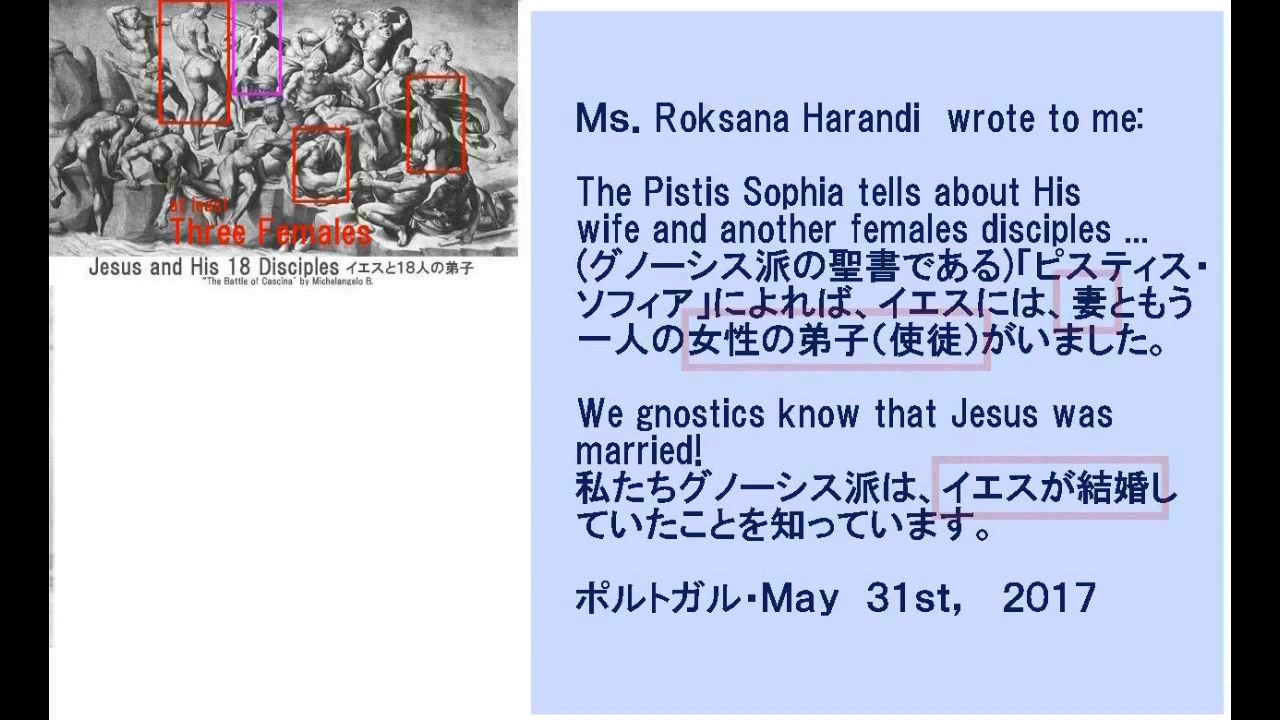 at least
Three Females
Jesus and His 18 Disciples イエスと18人の弟子
"The Battle of Cascina" by Michelangelo B.
Ms. Roksana Harandi wrote to me:
The Pistis Sophia tells about His
wife and another females disciples ...
(グノーシス派の聖書である)「ピスティス・
ソフィア」によれば、イエスには、妻ともう
一人の女性の弟子(使徒)がいました。
We gnostics know that Jesus was
married!
私たちグノーシス派は、イエスが結婚し
ていたことを知っています。
ポルトガル・May 31st, 2017